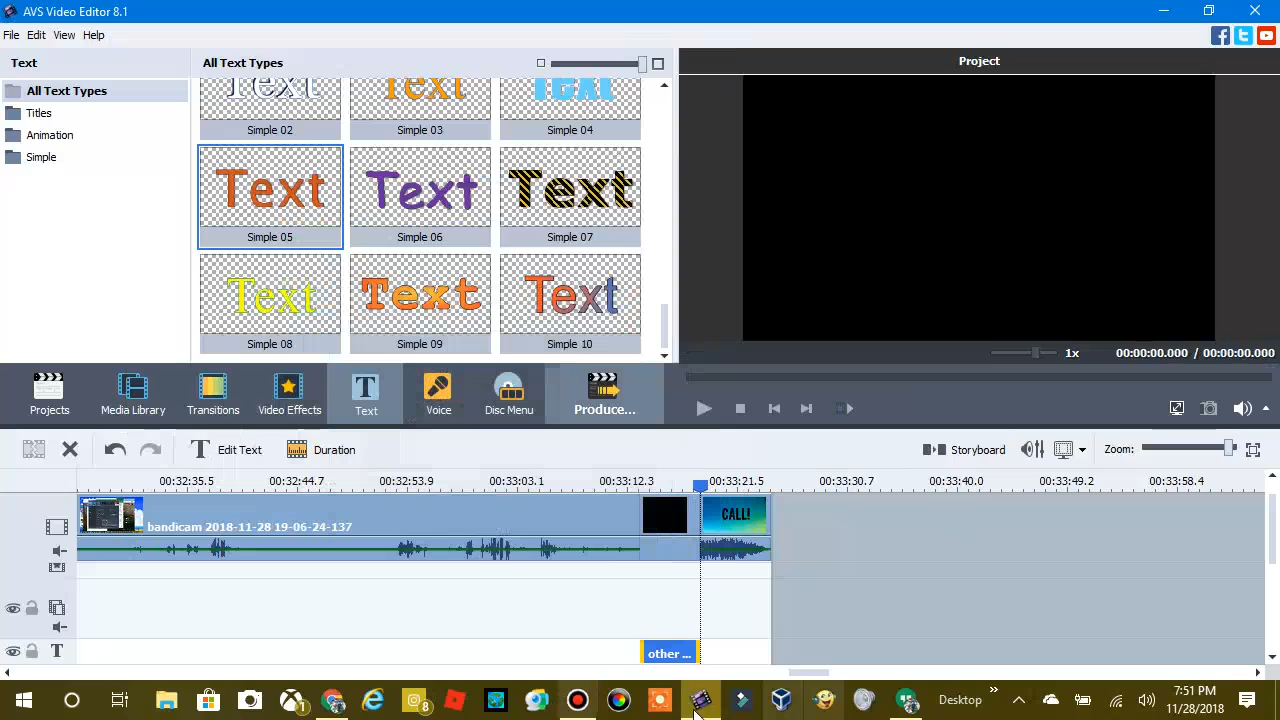 AVS Video Editor 8.1
File Edit View Help
Text
All Text Types
Project
All Text Types
Titles
Animation
Simple
Text Text TEXT
Simple 02 Simple 03 Simple 04
Text Text Text
Simple 05 Simple 06 Simple 07
Text Text Text
Simple 08 Simple 09 Simple 10
1x 00:00:00.000 / 00:00:00.000
Projects Media Library Transitions Video Effects Text Voice Disc Menu Produce...
Edit Text Duration Storyboard Zoom:
00:32:35.5 00:32:44.7 00:32:53.9 00:33:03.1 00:33:12.3 00:33:21.5 00:33:30.7 00:33:40.0 00:33:49.2 00:33:58.4
CALL!
bandicam 2018-11-28 19-06-24-137
T other ...
1 8 Desktop » 7:51 PM
11/28/2018